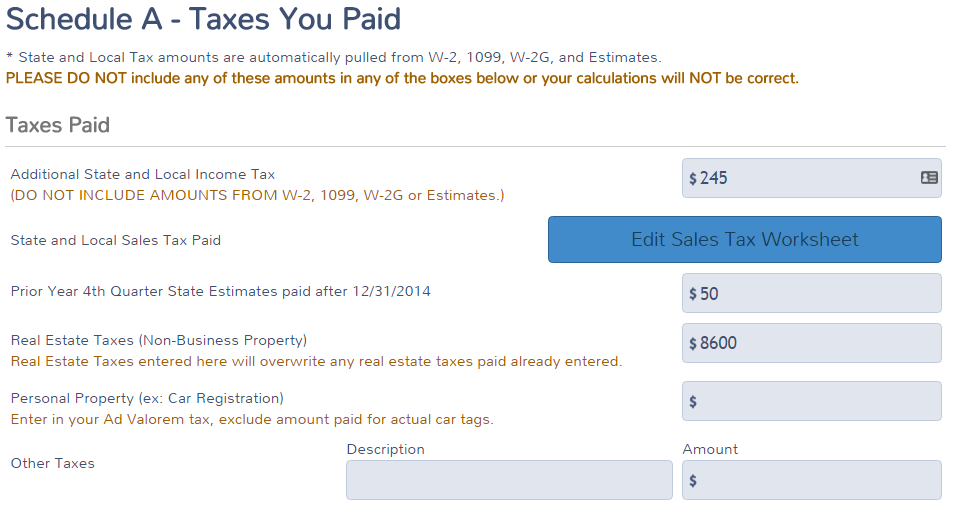 Schedule A - Taxes You Paid
* State and Local Tax amounts are automatically pulled from W-2, 1099, W-2G, and Estimates.
PLEASE DO NOT include any of these amounts in any of the boxes below or your calculations will NOT be correct.
Taxes Paid
Additional State and Local Income Tax
(DO NOT INCLUDE AMOUNTS FROM W-2, 1099, W-2G or Estimates.)
$ 245
State and Local Sales Tax Paid
Edit Sales Tax Worksheet
Prior Year 4th Quarter State Estimates paid after 12/31/2014
$ 50
Real Estate Taxes (Non-Business Property)
Real Estate Taxes entered here will overwrite any real estate taxes paid already entered.
$ 8600
Personal Property (ex: Car Registration)
Enter in your Ad Valorem tax, exclude amount paid for actual car tags.
$
Other Taxes
Description
Amount
$